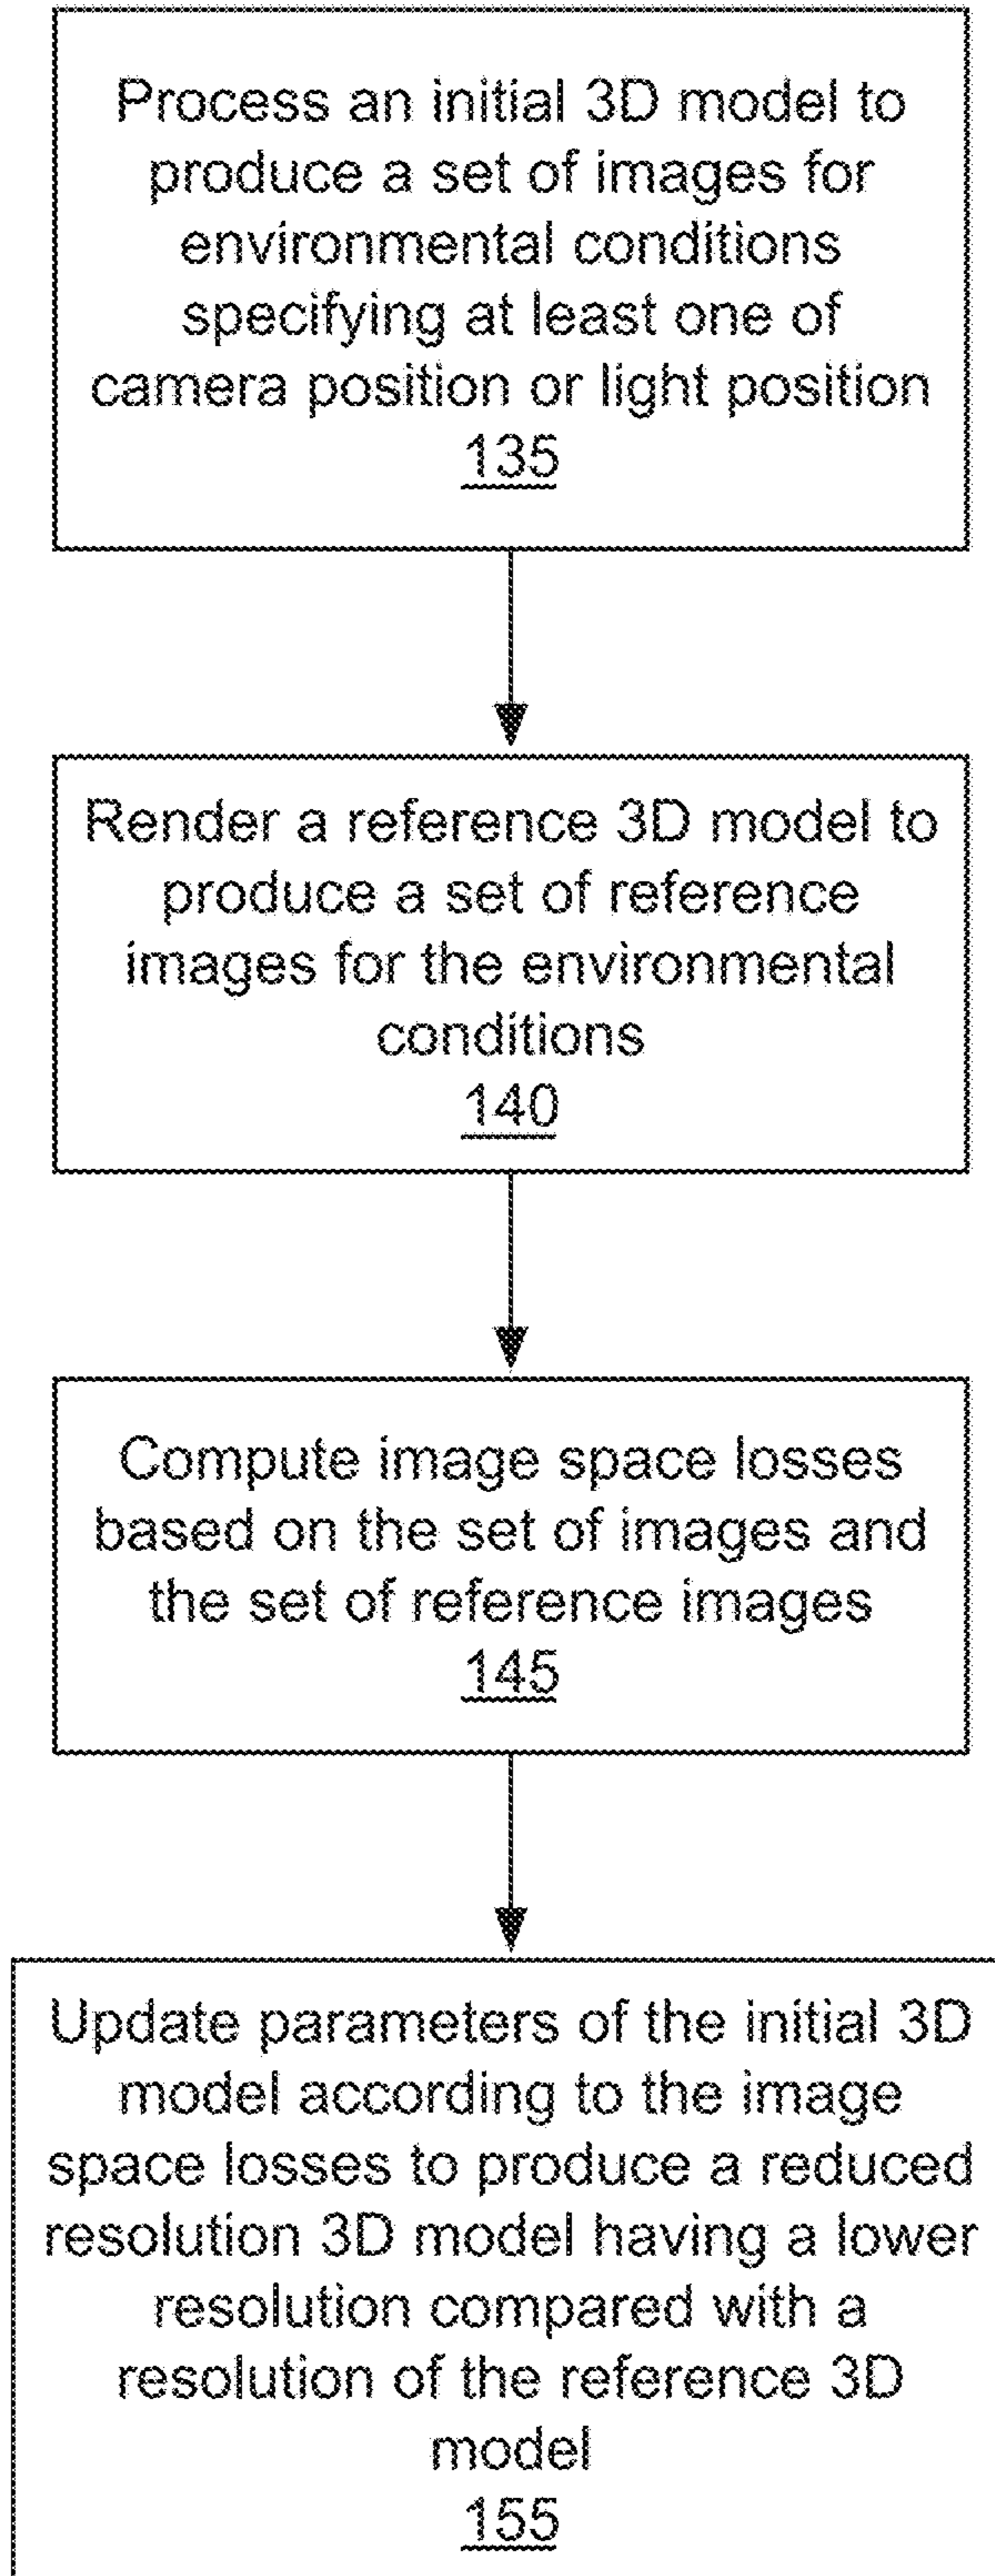 Process an initial 3D model to
produce a set of images for
environmental conditions
specifying at least one of
camera position or light position
135
Render a reference 3D model to
produce a set of reference
images for the environmental
conditions
140
Compute image space losses
based on the set of images and
the set of reference images
145
Update parameters of the initial 3D
model according to the image
space losses to produce a reduced
resolution 3D model having a lower
resolution compared with a
resolution of the reference 3D
model
155